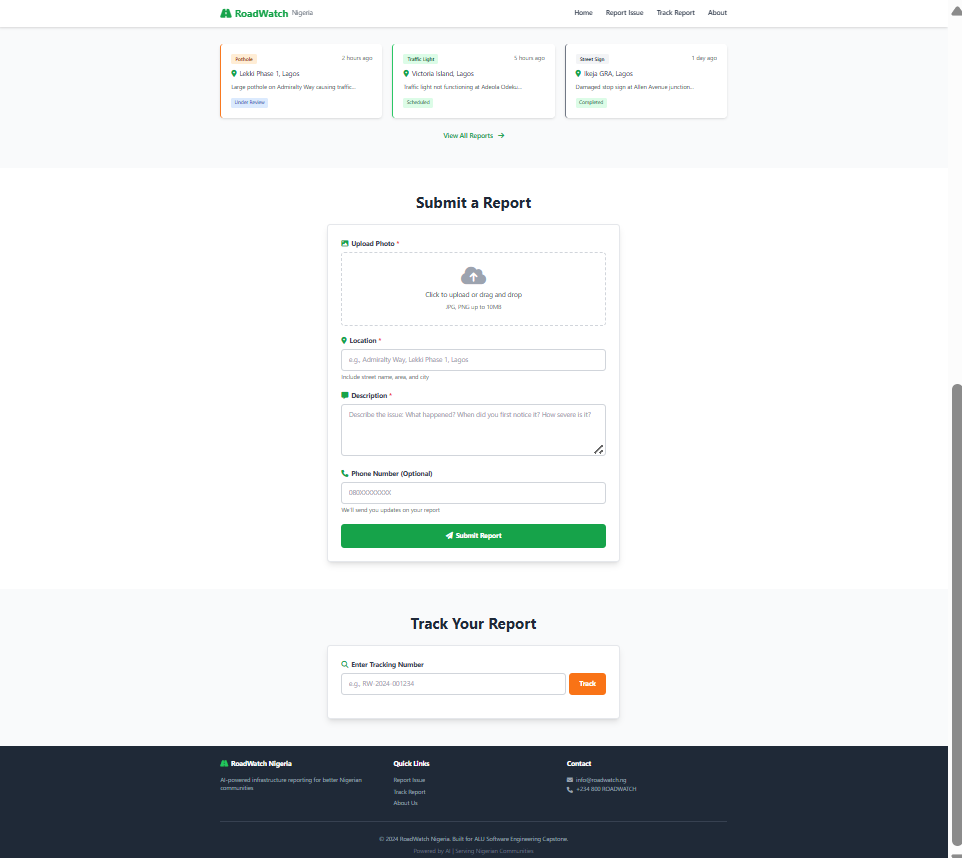 RoadWatch Nigeria
Home Report Issue Track Report About
Pothole 2 hours ago
Lekki Phase 1, Lagos
Large pothole on Admiralty Way causing traffic...
Under Review
Traffic Light 5 hours ago
Victoria Island, Lagos
Traffic light not functioning at Adeola Odeku...
Scheduled
Street Sign 1 day ago
Ikeja GRA, Lagos
Damaged stop sign at Allen Avenue junction...
Completed
View All Reports →
Submit a Report
Upload Photo *
Click to upload or drag and drop
JPG, PNG up to 10MB
Location *
e.g., Admiralty Way, Lekki Phase 1, Lagos
Include street name, area, and city
Description *
Describe the issue: What happened? When did you first notice it? How severe is it?
Phone Number (Optional)
080XXXXXXXX
We'll send you updates on your report
Submit Report
Track Your Report
Enter Tracking Number
e.g., RW-2024-001234
Track
RoadWatch Nigeria
AI-powered infrastructure reporting for better Nigerian
communities
Quick Links
Report Issue
Track Report
About Us
Contact
info@roadwatch.ng
+234 800 ROADWATCH
© 2024 RoadWatch Nigeria. Built for ALU Software Engineering Capstone.
Powered by AI | Serving Nigerian Communities